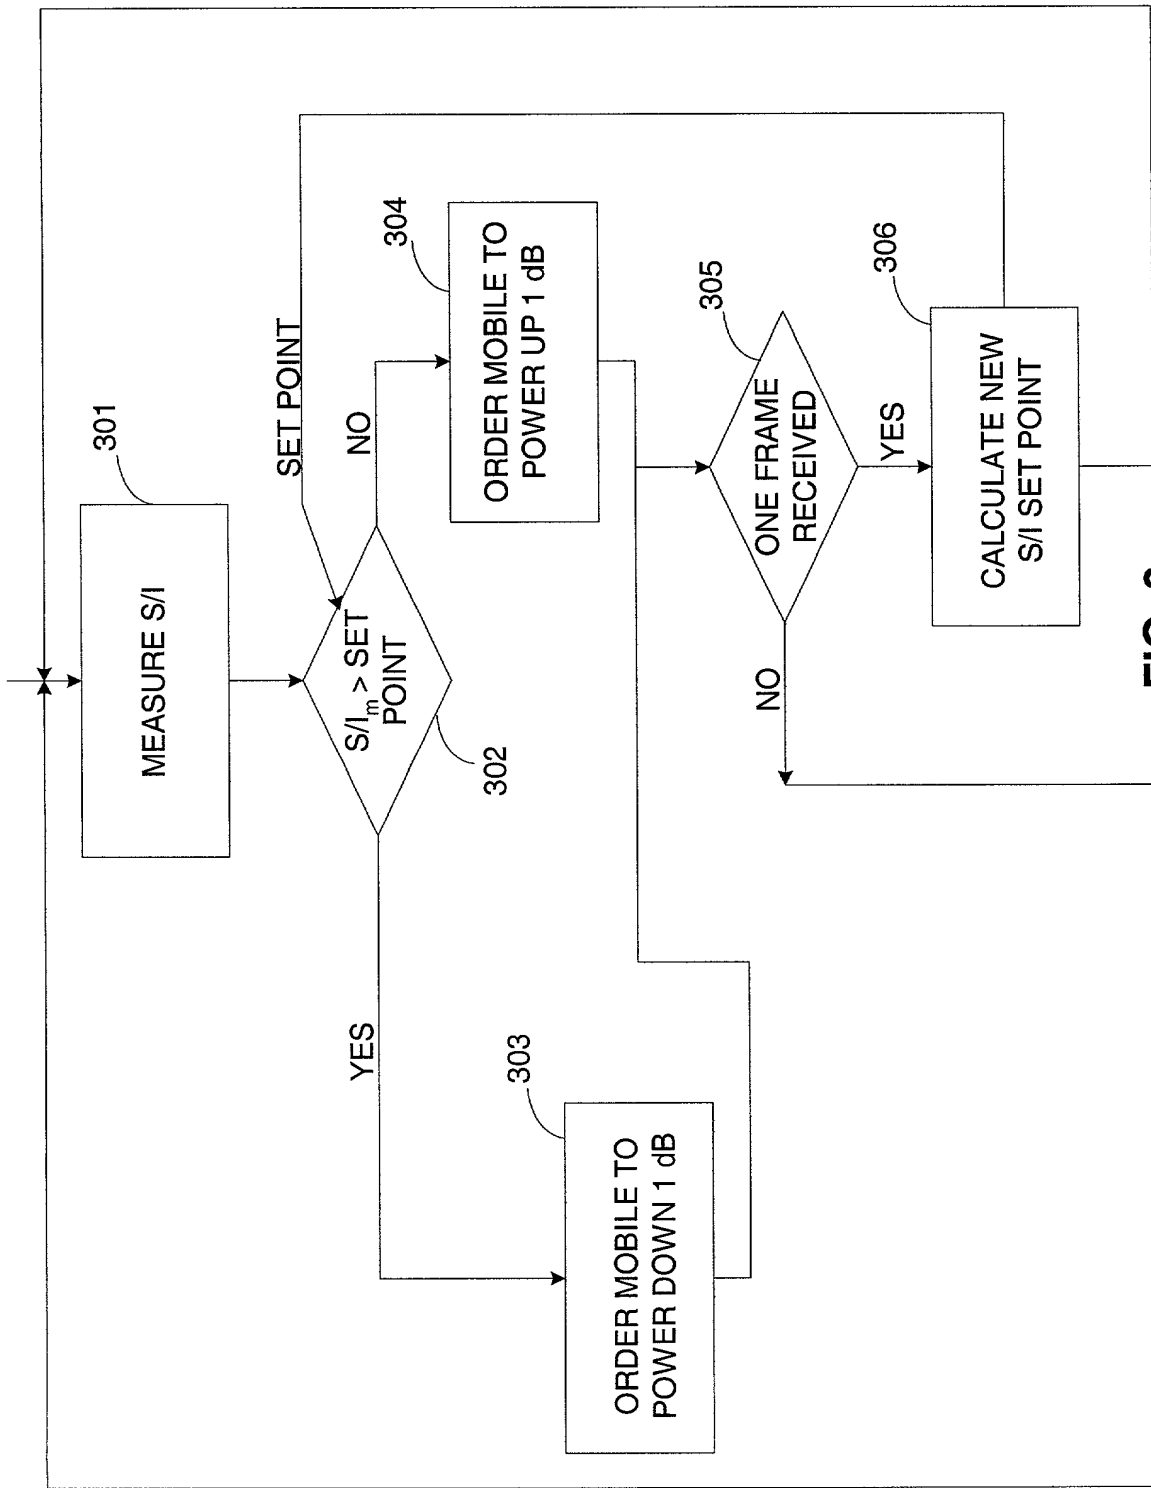 301
MEASURE S/I
SET POINT
S/Im > SET
POINT
302
YES
NO
303
ORDER MOBILE TO
POWER DOWN 1 dB
304
ORDER MOBILE TO
POWER UP 1 dB
305
ONE FRAME
RECEIVED
NO
YES
306
CALCULATE NEW
S/I SET POINT